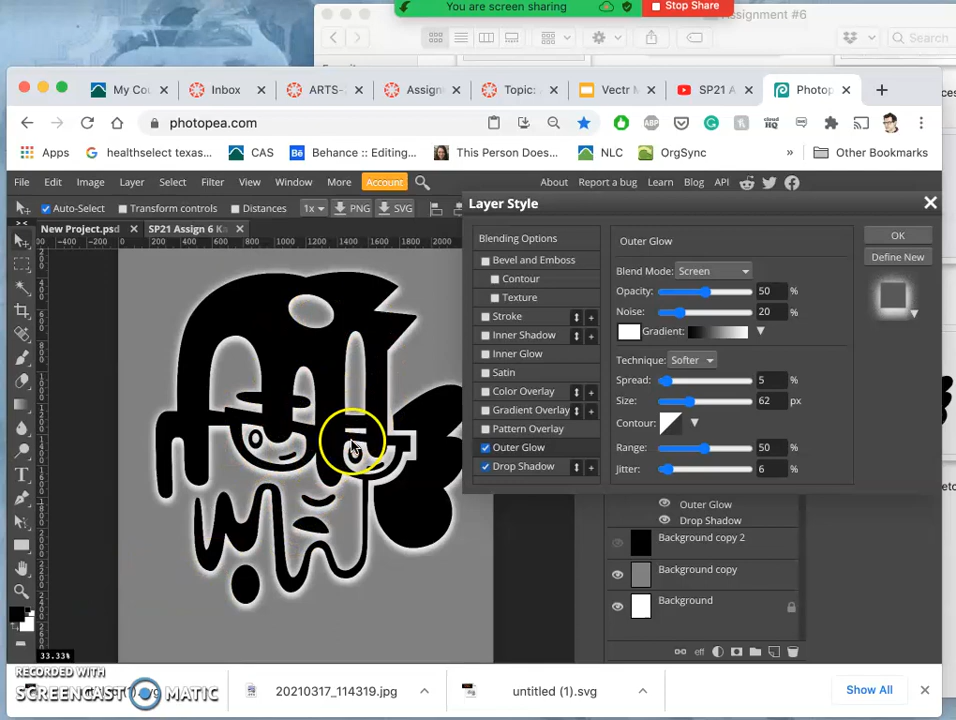 You are screen sharing
Stop Share
Assignment #6
Search
My Cou
Inbox
ARTS-
Assign
Topic:
Vectr M
SP21 A
Photop
photopea.com
Apps
healthselect texas...
CAS
Behance :: Editing...
This Person Does...
NLC
OrgSync
»
Other Bookmarks
File Edit Image Layer Select Filter View Window More Account
About Report a bug Learn Blog API
Auto-Select Transform controls Distances 1x PNG SVG
New Project.psd
SP21 Assign 6 Ka
Layer Style
Blending Options
Bevel and Emboss
Contour
Texture
Stroke
Inner Shadow
Inner Glow
Satin
Color Overlay
Gradient Overlay
Pattern Overlay
Outer Glow
Drop Shadow
Outer Glow
Blend Mode: Screen
Opacity: 50 %
Noise: 20 %
Gradient:
Technique: Softer
Spread: 5 %
Size: 62 px
Contour:
Range: 50 %
Jitter: 6 %
OK
Define New
Outer Glow
Drop Shadow
Background copy 2
Background copy
Background
eff
33.33%
RECORDED WITH
SCREENCAST MATIC
20210317_114319.jpg
untitled (1).svg
Show All